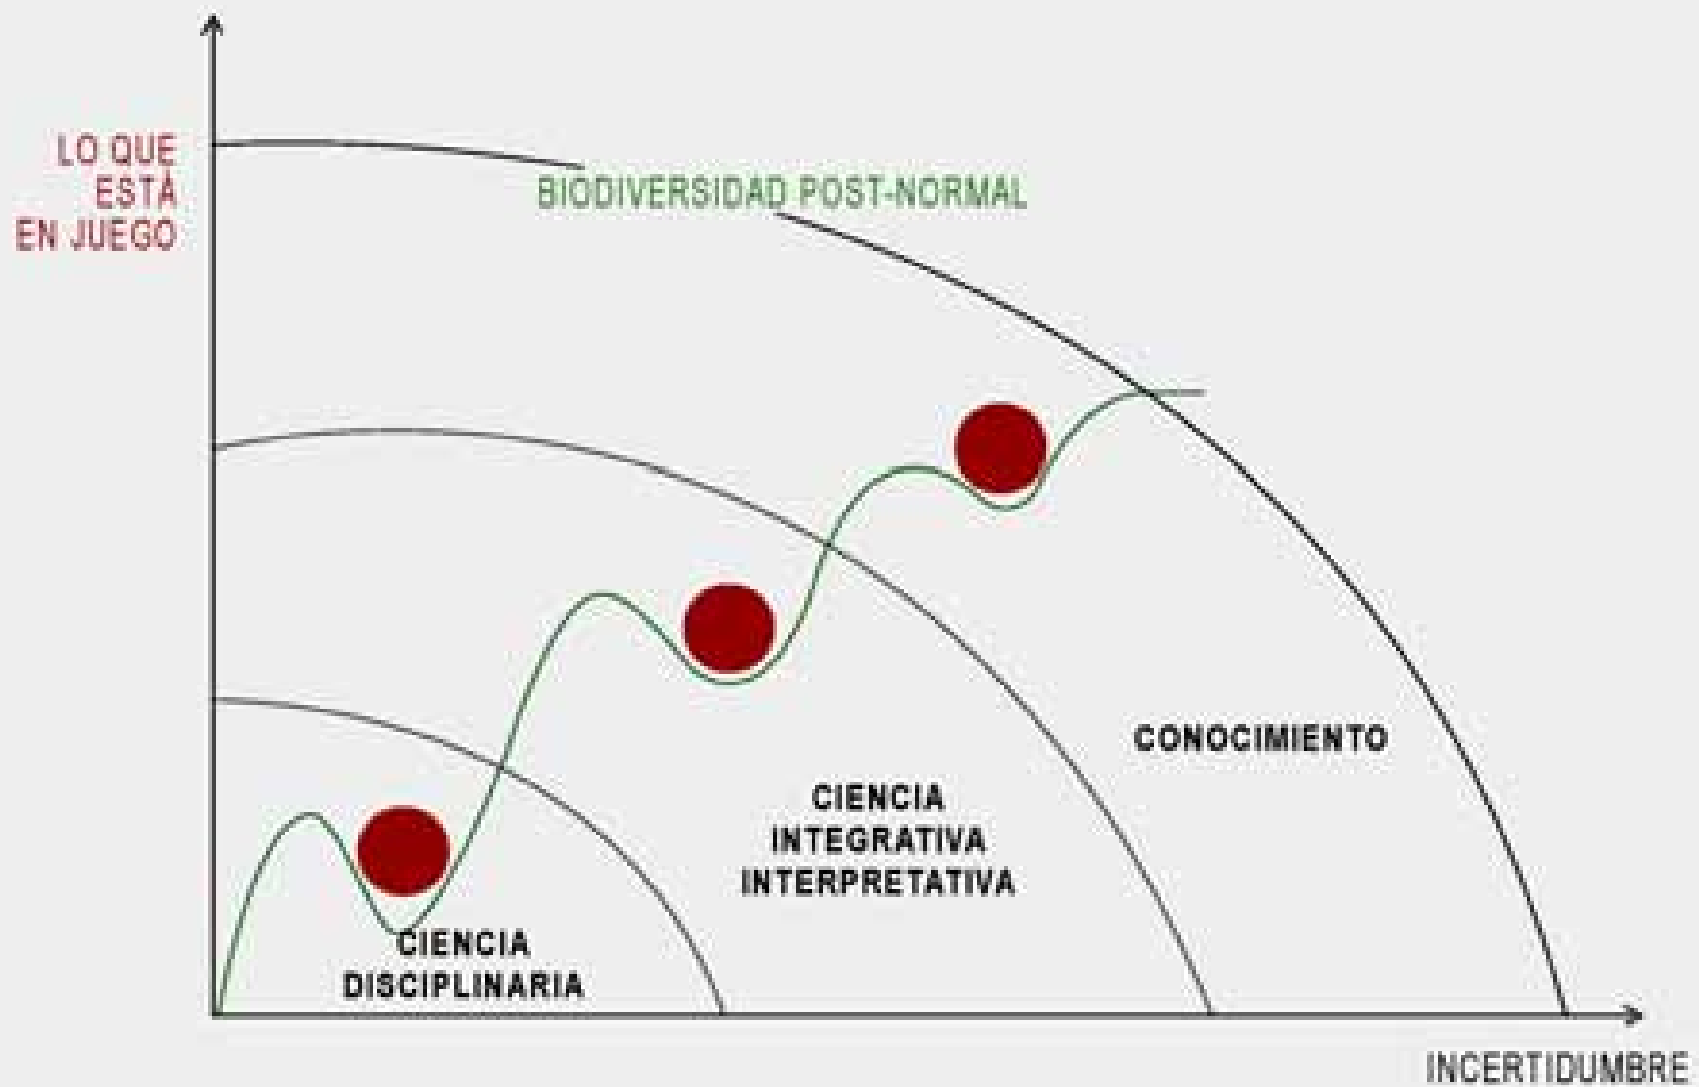 LO QUE
ESTÁ
EN JUEGO
BIODIVERSIDAD POST-NORMAL
CONOCIMIENTO
CIENCIA
INTEGRATIVA
INTERPRETATIVA
CIENCIA
DISCIPLINARIA
INCERTIDUMBRE